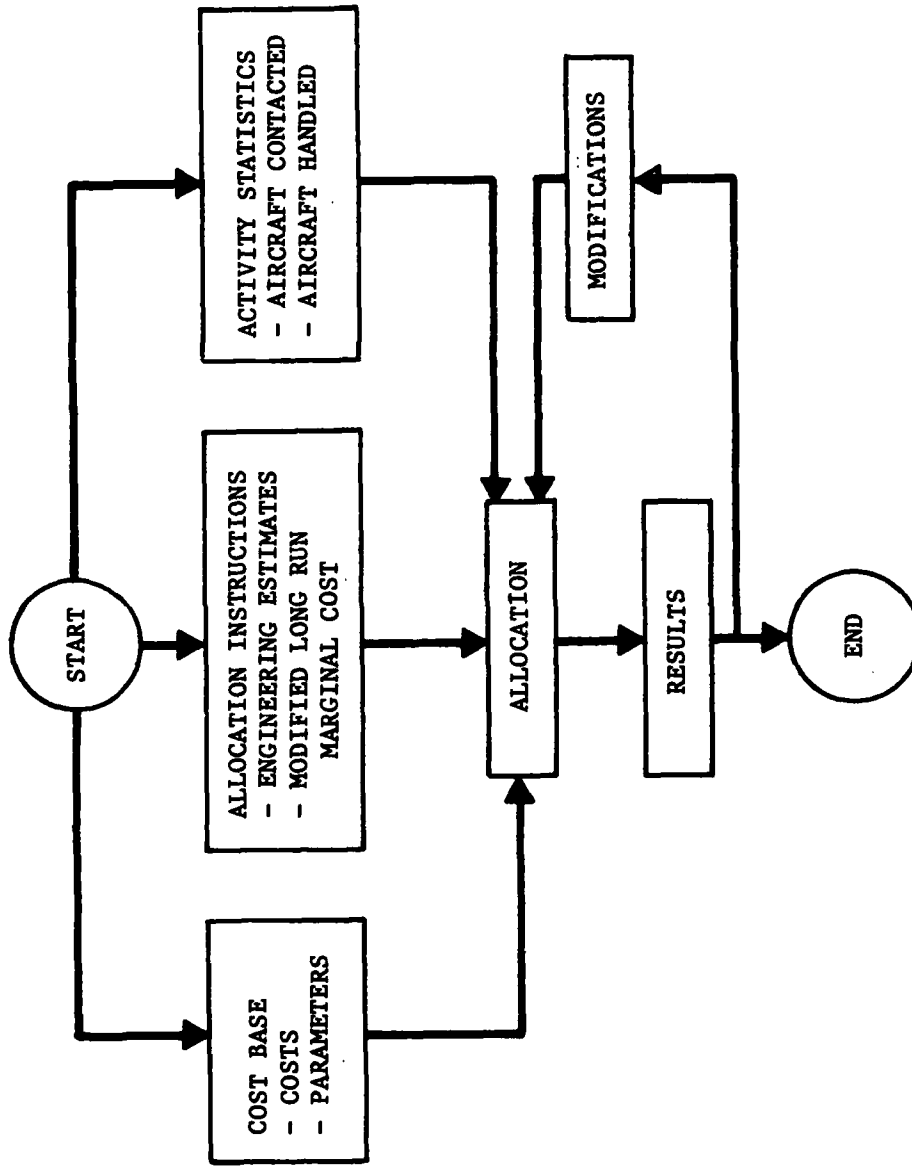 START
COST BASE
- COSTS
- PARAMETERS
ALLOCATION INSTRUCTIONS
- ENGINEERING ESTIMATES
- MODIFIED LONG RUN
MARGINAL COST
ACTIVITY STATISTICS
- AIRCRAFT CONTACTED
- AIRCRAFT HANDLED
ALLOCATION
MODIFICATIONS
RESULTS
END